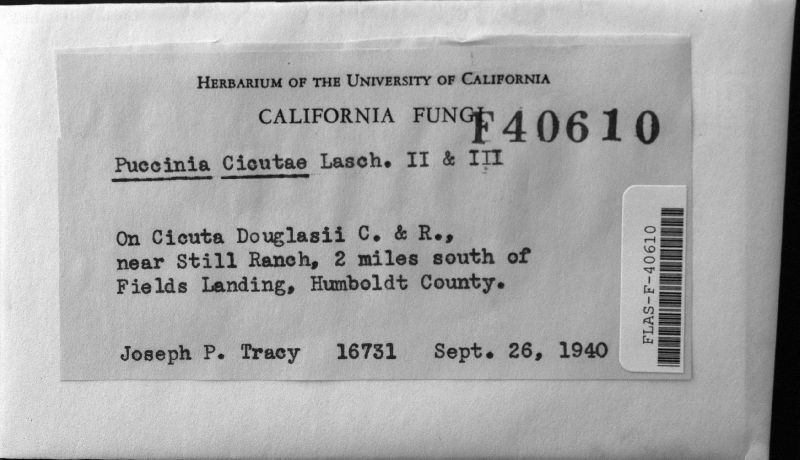 HERBARIUM OF THE UNIVERSITY OF CALIFORNIA
CALIFORNIA FUNGI
F40610
Puccinia Cicutae Lasch. II & III
On Cicuta Douglasii C. & R.,
near Still Ranch, 2 miles south of
Fields Landing, Humboldt County.
Joseph P. Tracy 16731 Sept. 26, 1940
FLAS-F-40610